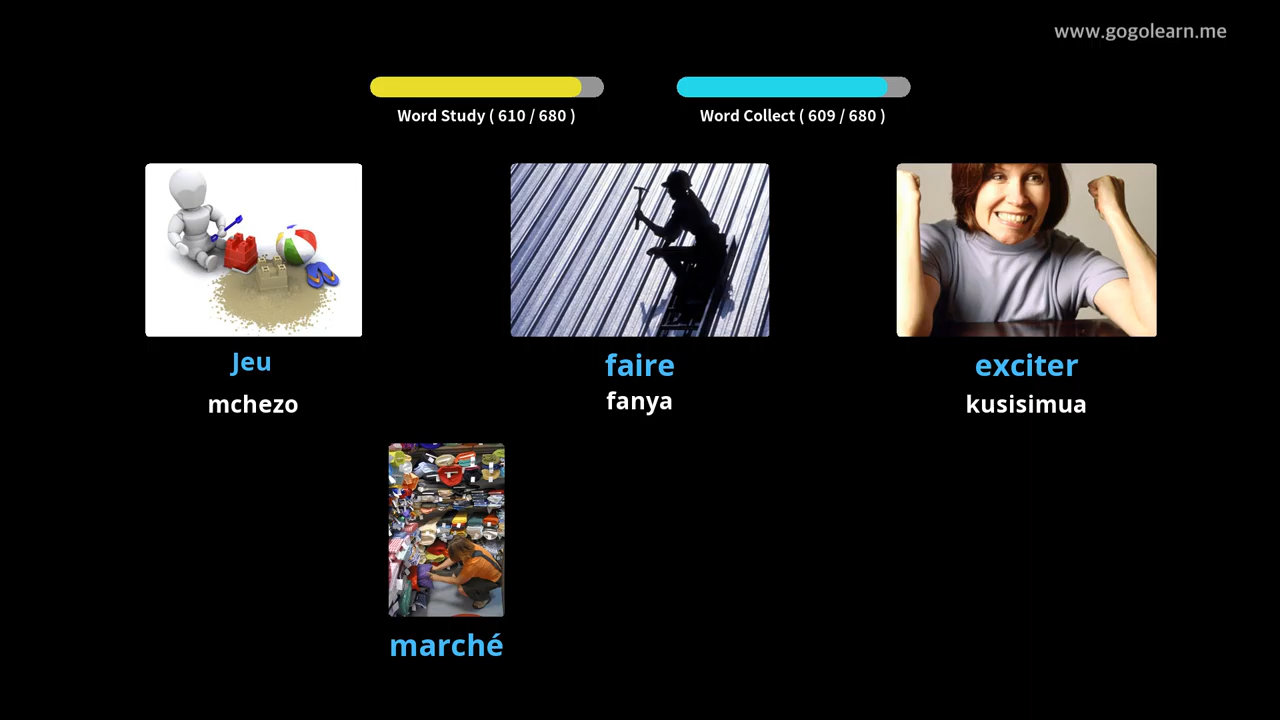 www.gogolearn.me
Word Study ( 610 / 680 )
Word Collect ( 609 / 680 )
Jeu
faire
exciter
mchezo
fanya
kusisimua
marché